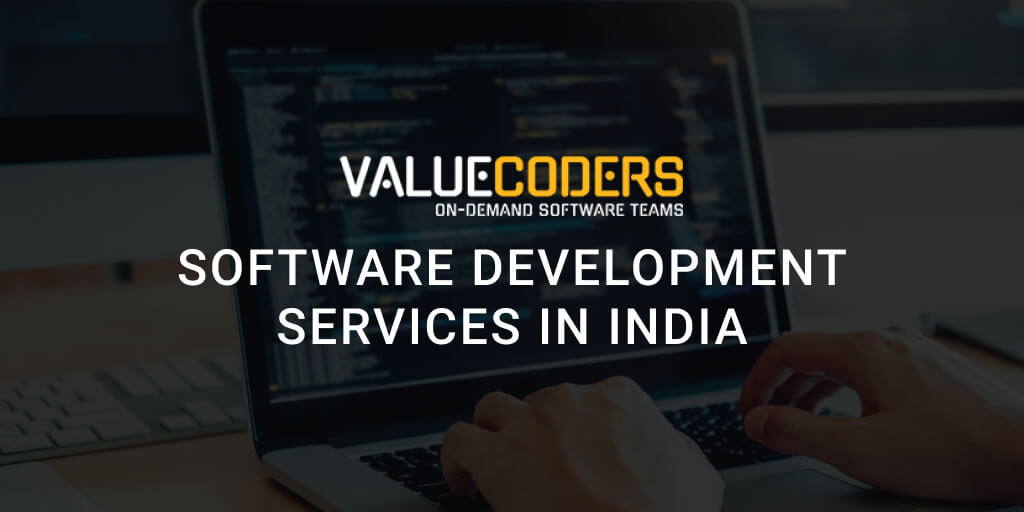 VALUECODERS
ON-DEMAND SOFTWARE TEAMS
SOFTWARE DEVELOPMENT
SERVICES IN INDIA